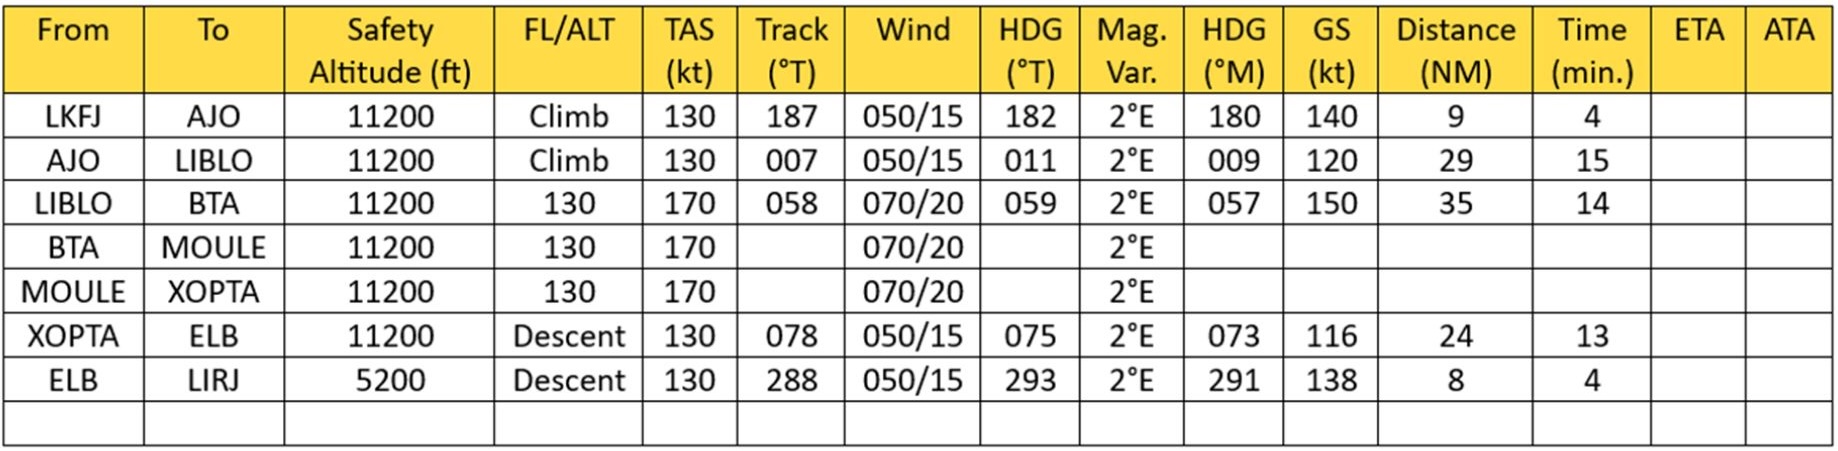 From To Safety Altitude (ft) FL/ALT TAS (kt) Track (°T) Wind HDG (°T) Mag. Var. HDG (°M) GS (kt) Distance (NM) Time (min.) ETA ATA
LKFJ AJO 11200 Climb 130 187 050/15 182 2°E 180 140 9 4
AJO LIBLO 11200 Climb 130 007 050/15 011 2°E 009 120 29 15
LIBLO BTA 11200 130 170 058 070/20 059 2°E 057 150 35 14
BTA MOULE 11200 130 170 070/20 2°E
MOULE XOPTA 11200 130 170 070/20 2°E
XOPTA ELB 11200 Descent 130 078 050/15 075 2°E 073 116 24 13
ELB LIRJ 5200 Descent 130 288 050/15 293 2°E 291 138 8 4